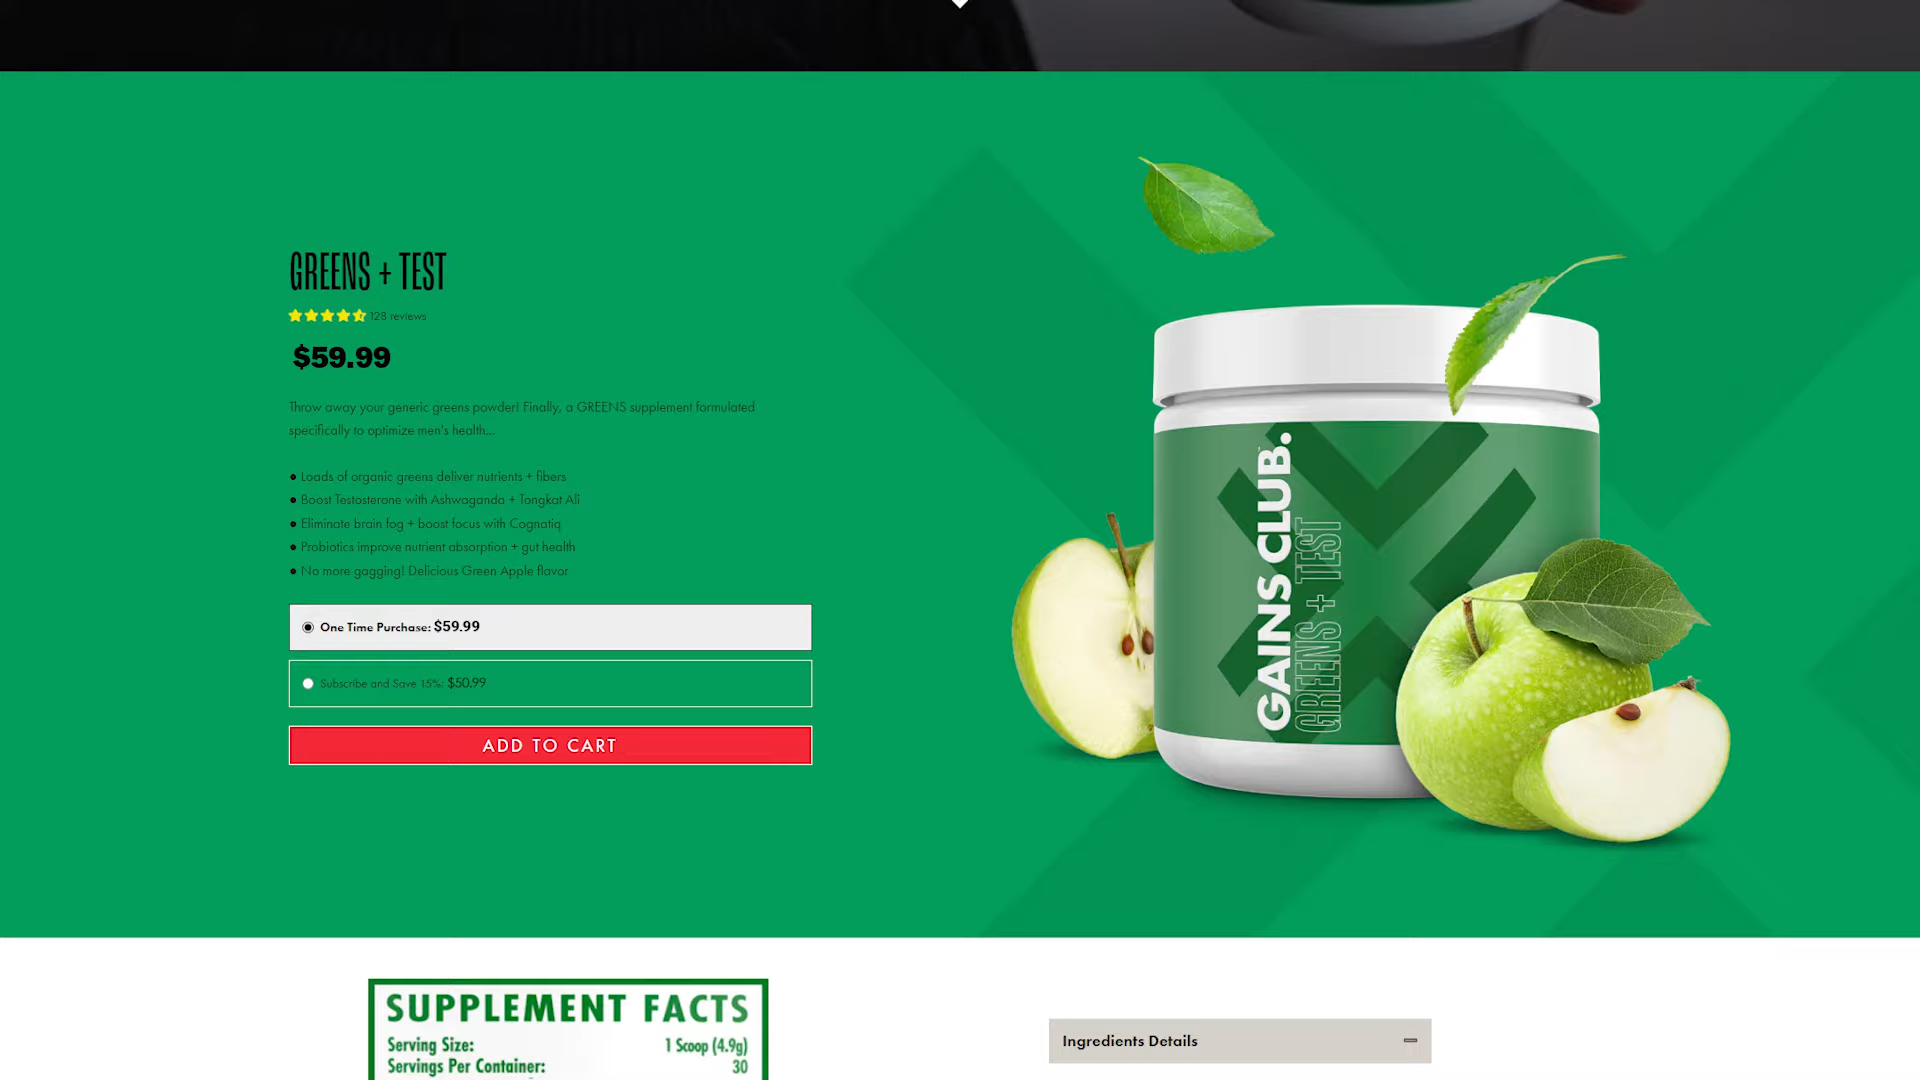 GREENS + TEST
128 reviews
$59.99
Throw away your generic greens powder! Finally, a GREENS supplement formulated
specifically to optimize men's health...
● Loads of organic greens deliver nutrients + fibers
● Boost Testosterone with Ashwaganda + Tongkat Ali
● Eliminate brain fog + boost focus with Cognatiq
● Probiotics improve nutrient absorption + gut health
● No more gagging! Delicious Green Apple flavor
One Time Purchase: $59.99
Subscribe and Save 15%: $50.99
ADD TO CART
GAINS CLUB.
GREENS + TEST
SUPPLEMENT FACTS
Serving Size: 1 Scoop (4.9g)
Servings Per Container: 30
Ingredients Details